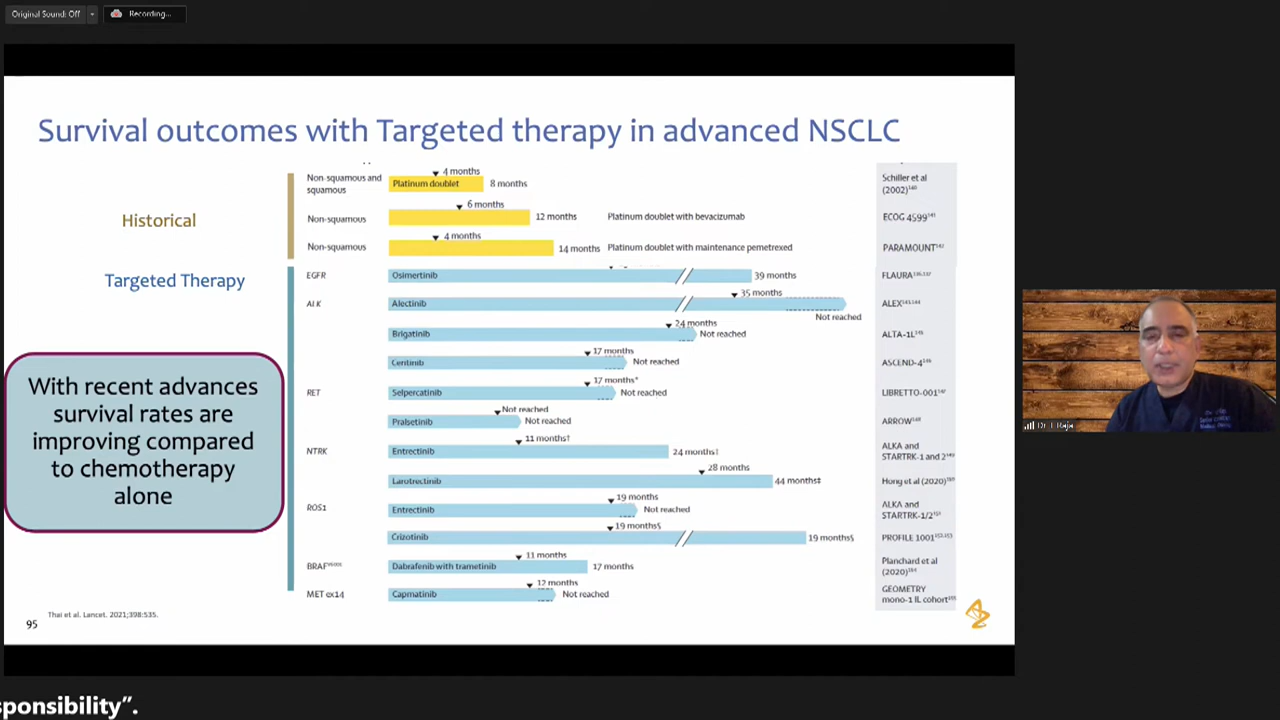 Original Sound: Off
Recording...
Survival outcomes with Targeted therapy in advanced NSCLC
Historical
Targeted Therapy
With recent advances
survival rates are
improving compared
to chemotherapy
alone
Non-squamous and
squamous
4 months
Platinum doublet
8 months
Schiller et al
(2002)
Non-squamous
6 months
12 months
Platinum doublet with bevacizumab
ECOG 4599
Non-squamous
4 months
14 months
Platinum doublet with maintenance pemetrexed
PARAMOUNT
EGFR
Osimertinib
39 months
FLAURA
ALK
Alectinib
35 months
Not reached
ALEX
Brigatinib
24 months
Not reached
ALTA-1L
Ceritinib
17 months
Not reached
ASCEND-4
RET
Selpercatinib
17 months*
Not reached
LIBRETTO-001
Pralsetinib
Not reached
Not reached
ARROW
NTRK
Entrectinib
11 months†
24 months†
ALKA and
STARTRK-1 and 2
Larotrectinib
28 months
44 months‡
Hong et al (2020)
ROS1
Entrectinib
19 months
Not reached
ALKA and
STARTRK-1/2
Crizotinib
19 months§
19 months§
PROFILE 1001
BRAF
Dabrafenib with trametinib
11 months
17 months
Planchard et al
(2020)
MET ex14
Capmatinib
12 months
Not reached
GEOMETRY
mono-1 IL cohort
Thai et al. Lancet. 2021;398:535.
95
Raja
sponsibility”.